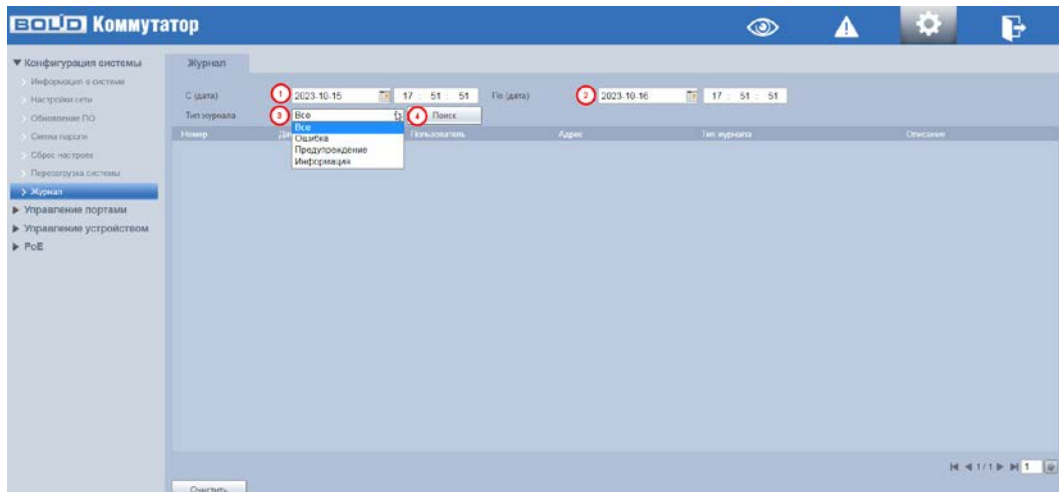 BOLID Коммутатор
Конфигурация системы
Журнал
Информация о системе
Настройки сети
С (дата) 1 2023-10-15 17 : 51 : 51 По (дата) 2 2023-10-16 17 : 51 : 51
Обновление ПО
Тип журнала 3 Все 4 Поиск
Смена пароля
Номер Пользователь Адрес Тип журнала Описание
Все
Ошибка
Предупреждение
Информация
Сброс настроек
Перезагрузка системы
Журнал
Управление портами
Управление устройством
PoE
1/1 1
Очистить